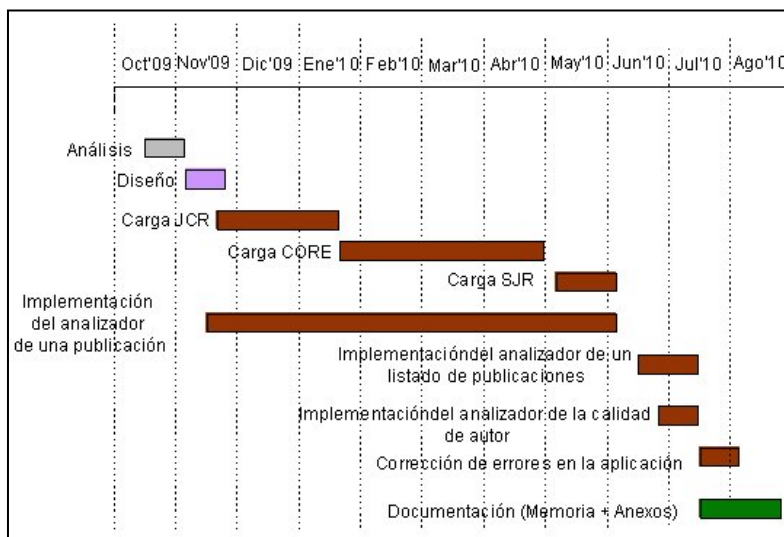 Oct'09 Nov'09 Dic'09 Ene'10 Feb'10 Mar'10 Abr'10 May'10 Jun'10 Jul'10 Ago'10
Análisis
Diseño
Carga JCR
Carga CORE
Carga SJR
Implementación
del analizador
de una publicación
Implementacióndel analizador de un
listado de publicaciones
Implementacióndel analizador de la calidad
de autor
Corrección de errores en la aplicación
Documentación (Memoria + Anexos)